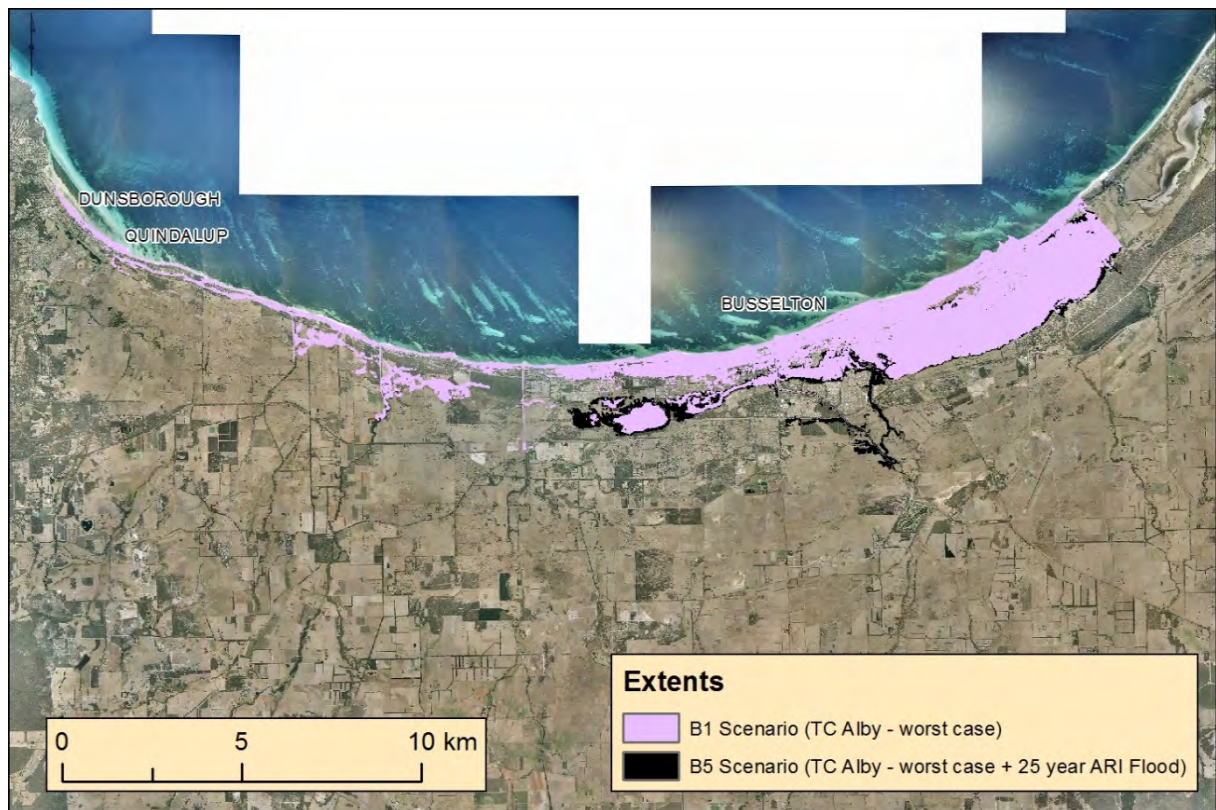 DUNSBOROUGH
QUINDALUP
BUSSELTON
Extents
B1 Scenario (TC Alby - worst case)
B5 Scenario (TC Alby - worst case + 25 year ARI Flood)
0 5 10 km